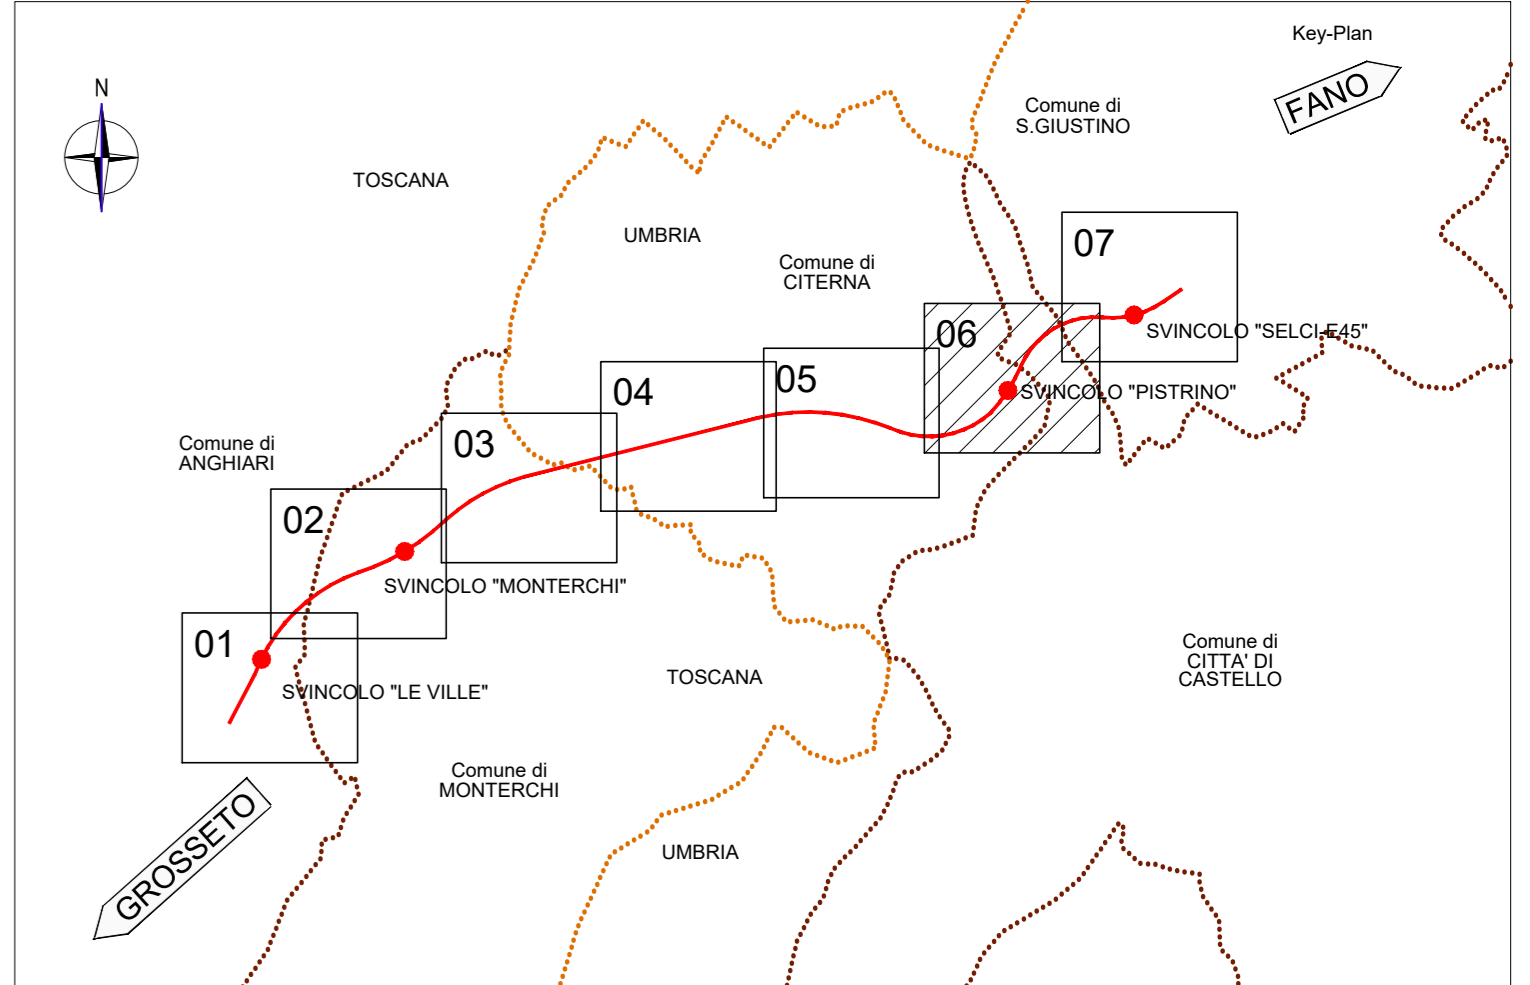 Key-Plan
FANO
N
Comune di
S.GIUSTINO
TOSCANA
UMBRIA
07
Comune di
CITERNA
06
SVINCOLO "SELCI-E45"
05
04
SVINCOLO "PISTRINO"
03
Comune di
ANGHIARI
02
SVINCOLO "MONTERCHI"
01
SVINCOLO "LE VILLE"
TOSCANA
Comune di
CITTA' DI
CASTELLO
Comune di
MONTERCHI
GROSSETO
UMBRIA